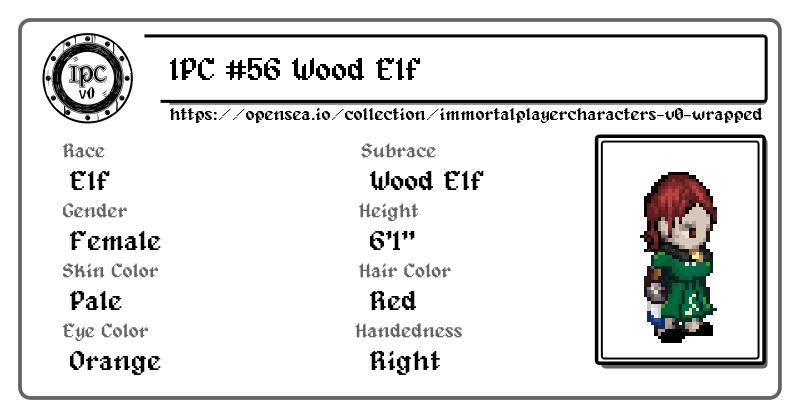 IPC v0
IPC #56 Wood Elf
https://opensea.io/collection/immortalplayercharacters-v0-wrapped
Race
Subrace
Elf
Wood Elf
Gender
Height
Female
6'1"
Skin Color
Hair Color
Pale
Red
Eye Color
Handedness
Orange
Right